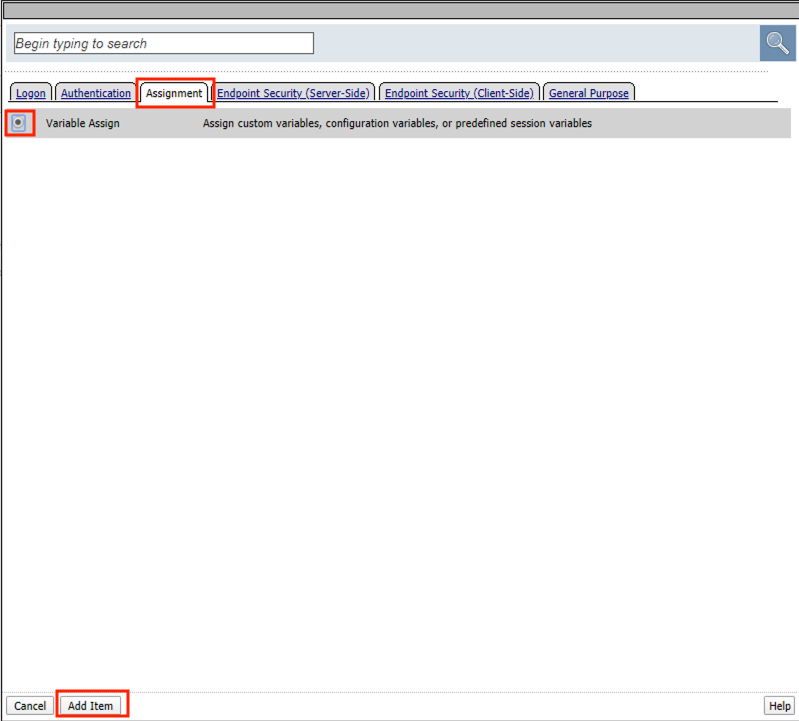 Begin typing to search
Logon Authentication Assignment Endpoint Security (Server-Side) Endpoint Security (Client-Side) General Purpose
Variable Assign Assign custom variables, configuration variables, or predefined session variables
Cancel Add Item Help